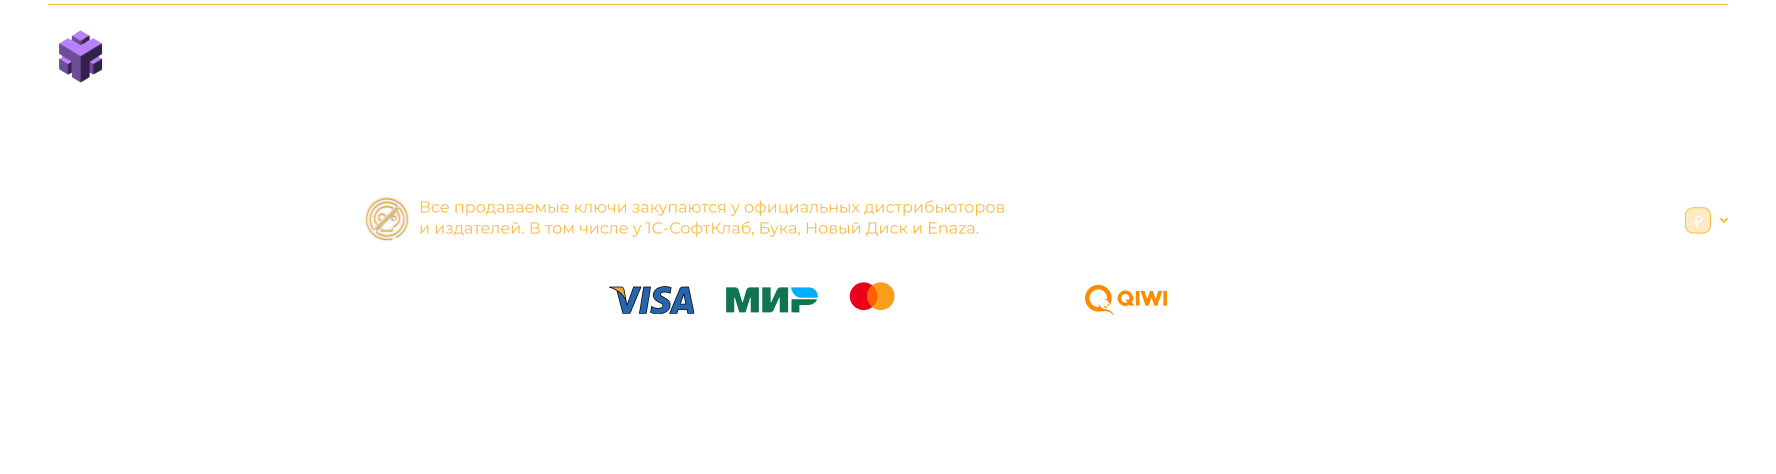 Все продаваемые ключи закупаются у официальных дистрибьюторов
и издателей. В том числе у 1С-СофтКлаб, Бука, Новый Диск и Enaza.
₽
VISA МИР QIWI